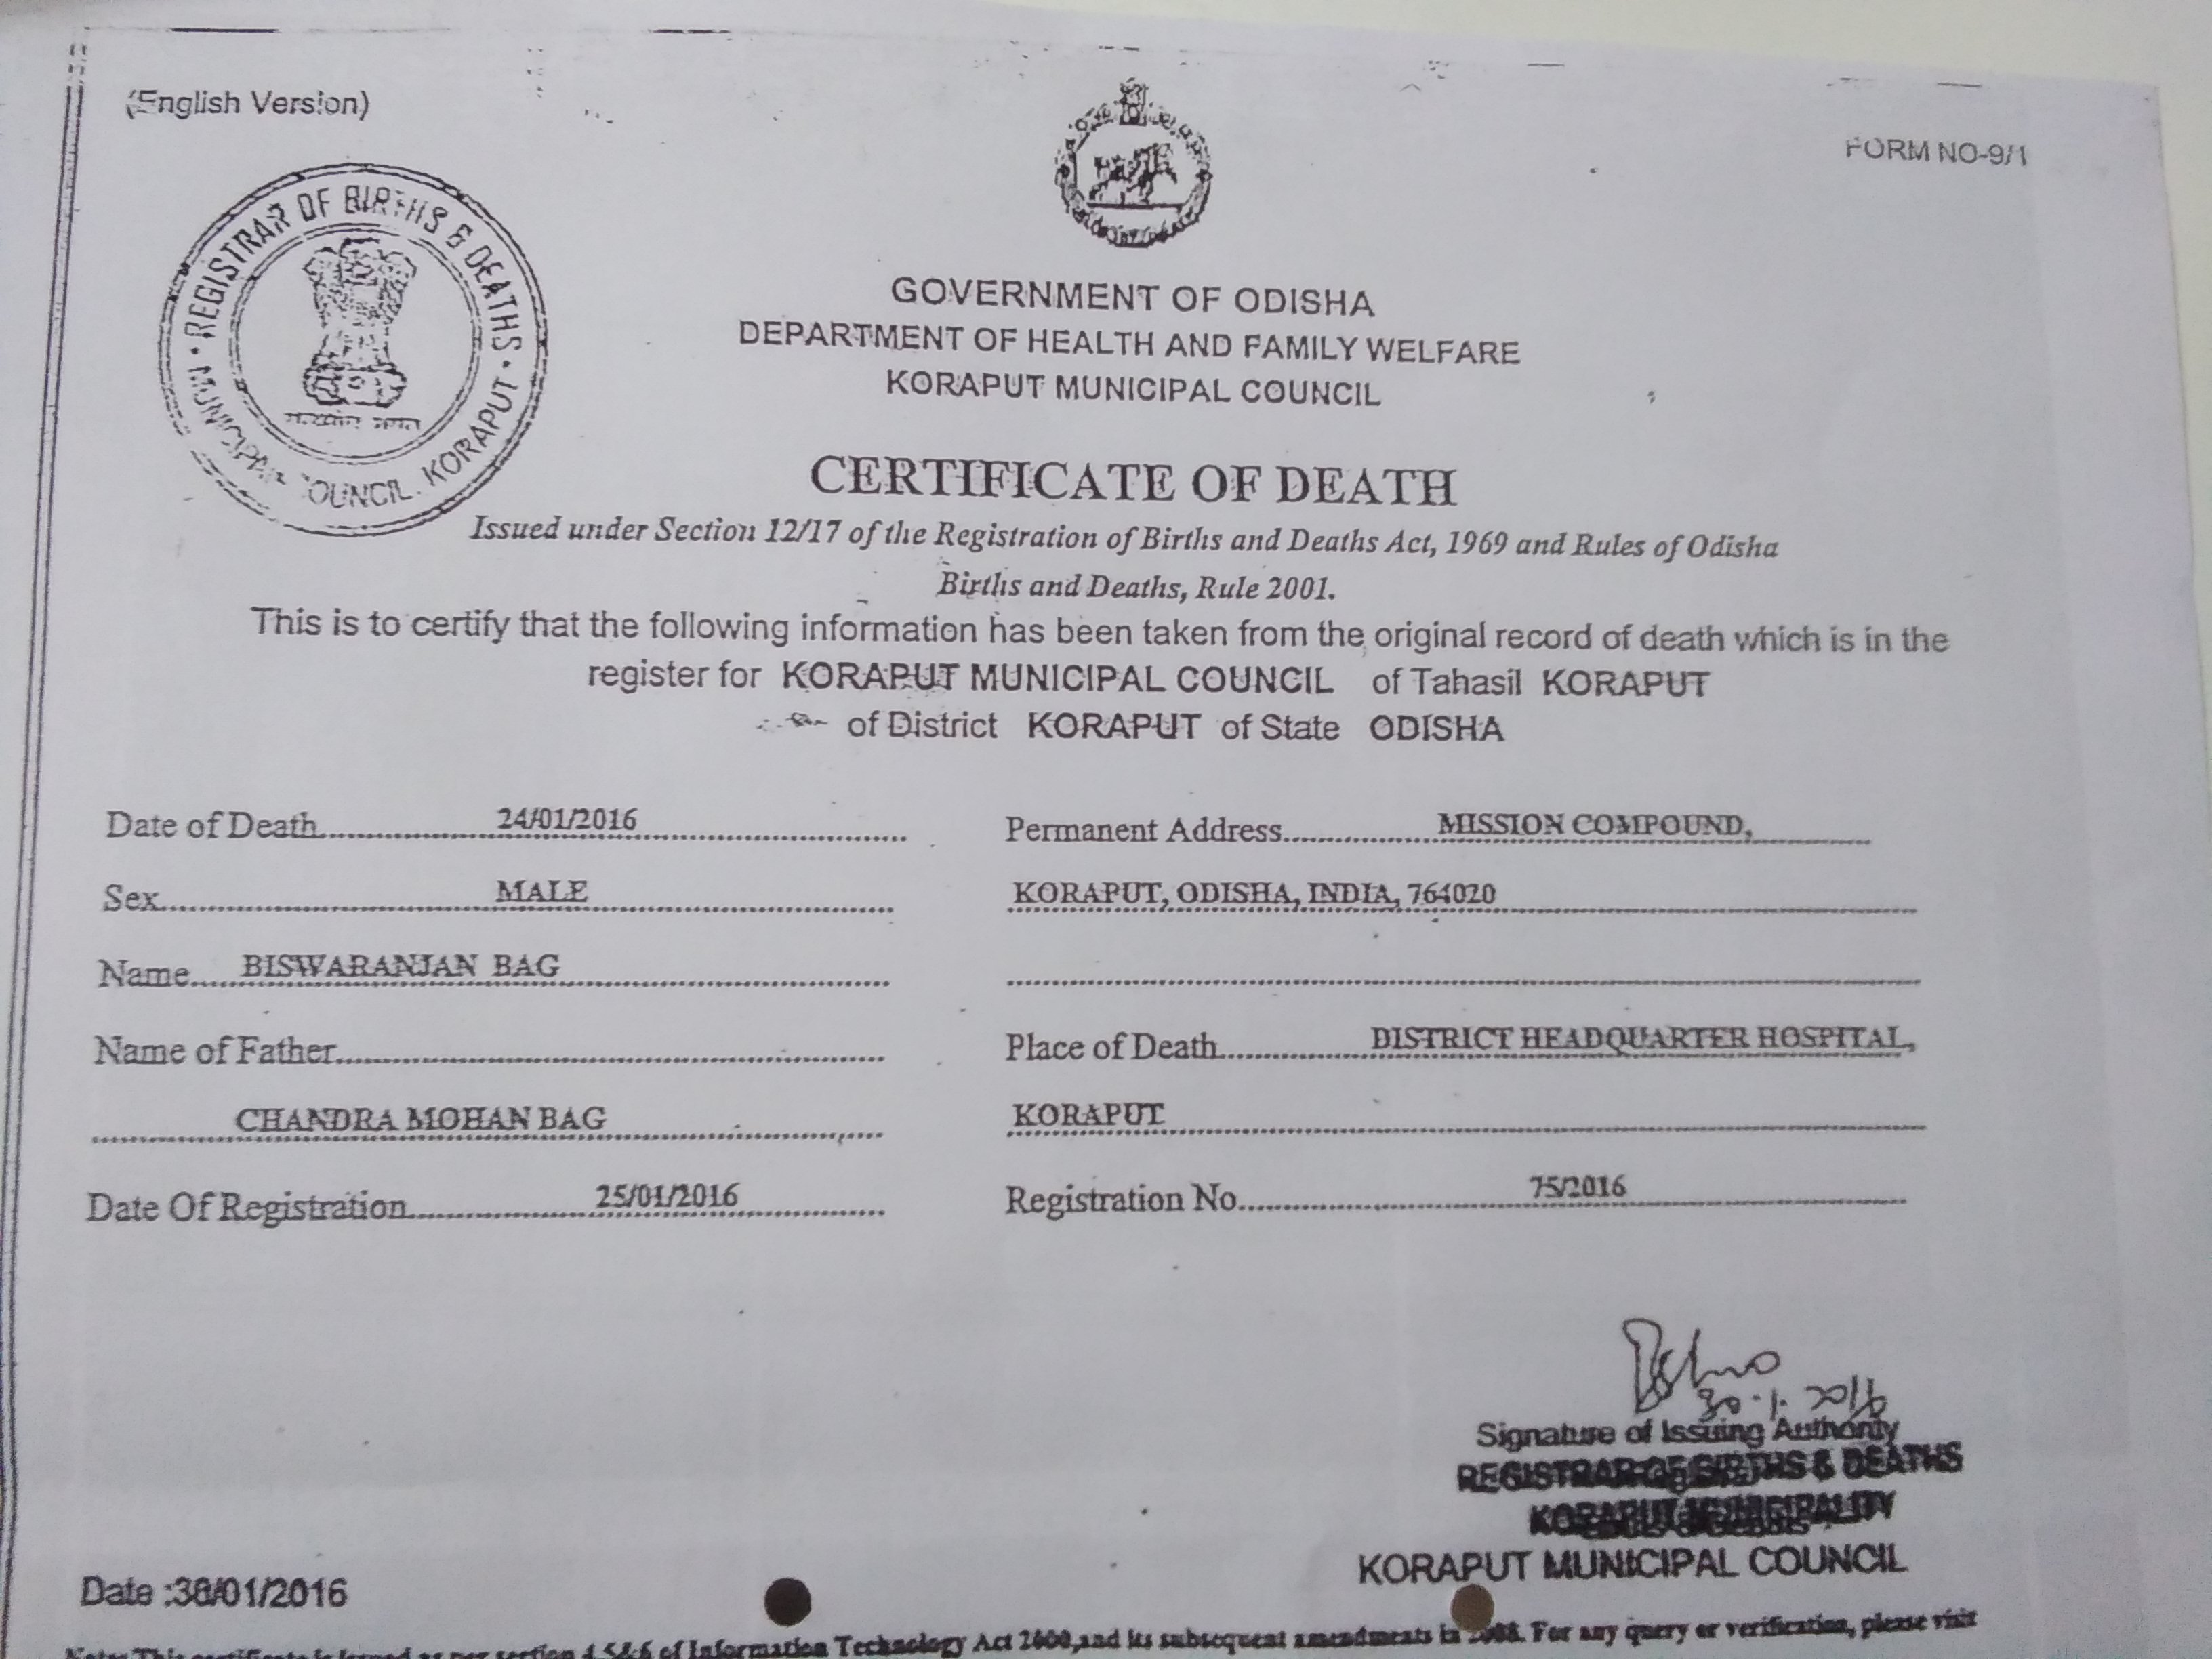 (English Version)
FORM NO-9/1
REGISTRAR OF BIRTHS & DEATHS
MUNICIPAL COUNCIL. KORAPUT
GOVERNMENT OF ODISHA
DEPARTMENT OF HEALTH AND FAMILY WELFARE
KORAPUT MUNICIPAL COUNCIL
CERTIFICATE OF DEATH
Issued under Section 12/17 of the Registration of Births and Deaths Act, 1969 and Rules of Odisha
Births and Deaths, Rule 2001.
This is to certify that the following information has been taken from the original record of death which is in the
register for KORAPUT MUNICIPAL COUNCIL of Tahasil KORAPUT
of District KORAPUT of State ODISHA
Date of Death 24/01/2016
Sex MALE
Name BISWARANJAN BAG
Name of Father
CHANDRA MOHAN BAG
Date Of Registration 25/01/2016
Permanent Address MISSION COMPOUND,
KORAPUT, ODISHA, INDIA, 764020
Place of Death DISTRICT HEADQUARTER HOSPITAL,
KORAPUT
Registration No 75/2016
30.1.2016
Signature of Issuing Authority
REGISTRAR OF BIRTHS & DEATHS
KORAPUT MUNICIPALITY
KORAPUT MUNICIPAL COUNCIL
Date :30/01/2016
Note: This certificate is issued as per section 4,5&6 of Information Technology Act 2000,and its subsequent amendments in 2008. For any query or verification, please visit